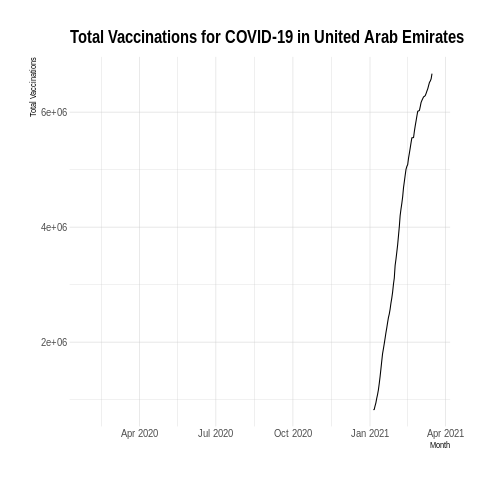 Total Vaccinations for COVID-19 in United Arab Emirates
Total Vaccinations
6e+06
4e+06
2e+06
Apr 2020 Jul 2020 Oct 2020 Jan 2021 Apr 2021
Month